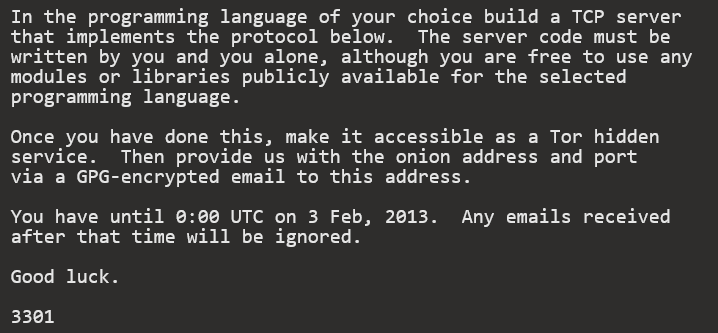 In the programming language of your choice build a TCP server
that implements the protocol below.  The server code must be
written by you and you alone, although you are free to use any
modules or libraries publicly available for the selected
programming language.
Once you have done this, make it accessible as a Tor hidden
service.  Then provide us with the onion address and port
via a GPG-encrypted email to this address.
You have until 0:00 UTC on 3 Feb, 2013.  Any emails received
after that time will be ignored.
Good luck.
3301